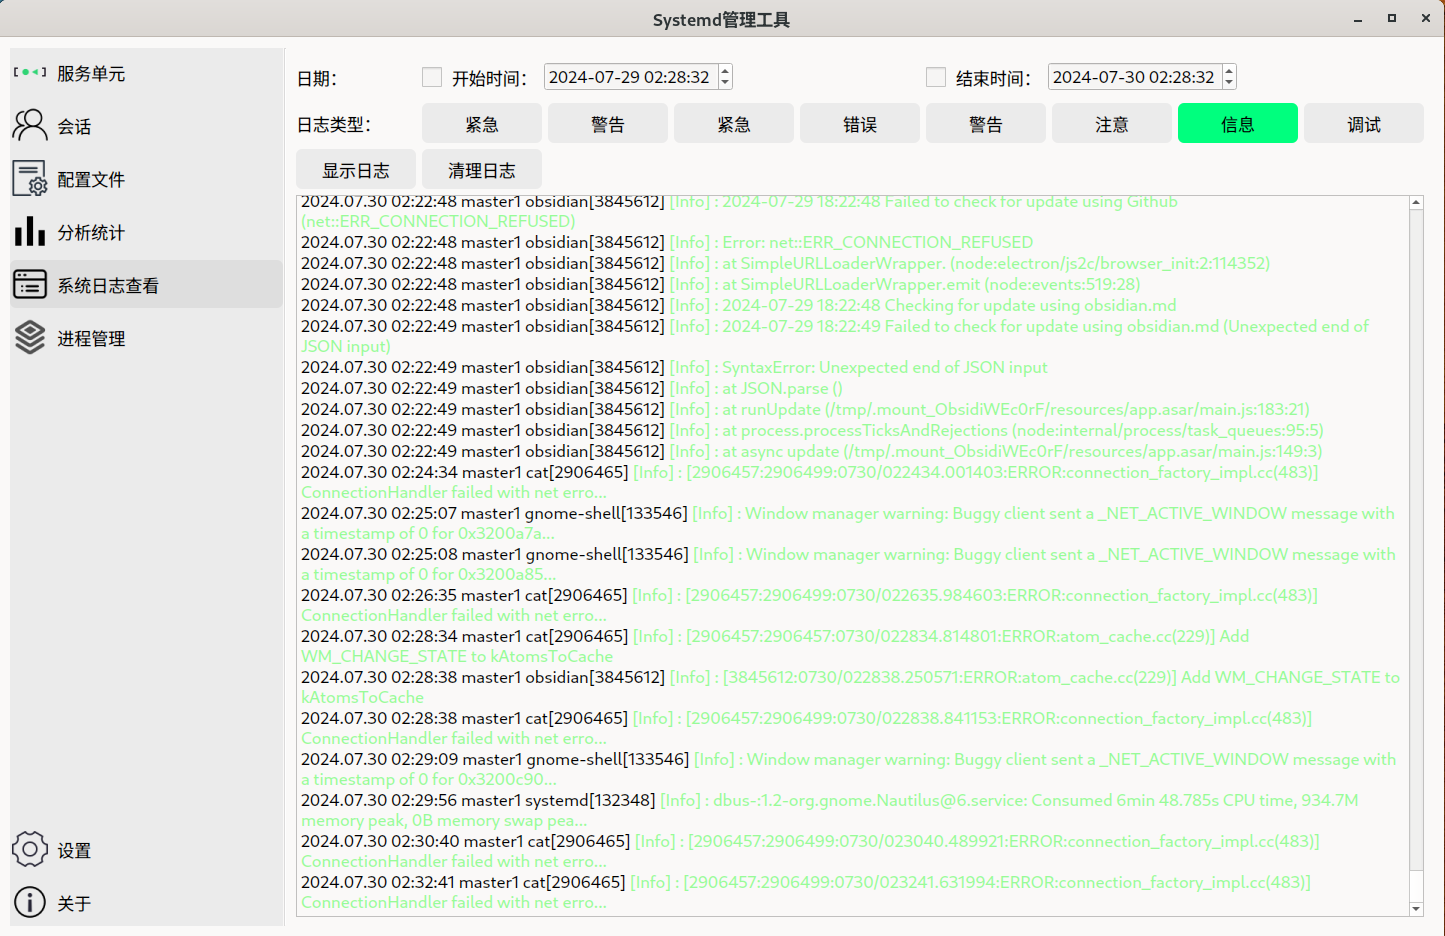 Systemd管理工具
服务单元
会话
配置文件
分析统计
系统日志查看
进程管理
设置
关于
日期：
开始时间：
2024-07-29 02:28:32
结束时间：
2024-07-30 02:28:32
日志类型：
紧急
警告
紧急
错误
警告
注意
信息
调试
显示日志
清理日志
2024.07.30 02:22:48 master1 obsidian[3845612] [Info] : 2024-07-29 18:22:48 Failed to check for update using Github
(net::ERR_CONNECTION_REFUSED)
2024.07.30 02:22:48 master1 obsidian[3845612] [Info] : Error: net::ERR_CONNECTION_REFUSED
2024.07.30 02:22:48 master1 obsidian[3845612] [Info] : at SimpleURLLoaderWrapper. (node:electron/js2c/browser_init:2:114352)
2024.07.30 02:22:48 master1 obsidian[3845612] [Info] : at SimpleURLLoaderWrapper.emit (node:events:519:28)
2024.07.30 02:22:48 master1 obsidian[3845612] [Info] : 2024-07-29 18:22:48 Checking for update using obsidian.md
2024.07.30 02:22:49 master1 obsidian[3845612] [Info] : 2024-07-29 18:22:49 Failed to check for update using obsidian.md (Unexpected end of
JSON input)
2024.07.30 02:22:49 master1 obsidian[3845612] [Info] : SyntaxError: Unexpected end of JSON input
2024.07.30 02:22:49 master1 obsidian[3845612] [Info] : at JSON.parse ()
2024.07.30 02:22:49 master1 obsidian[3845612] [Info] : at runUpdate (/tmp/.mount_ObsidiWEc0rF/resources/app.asar/main.js:183:21)
2024.07.30 02:22:49 master1 obsidian[3845612] [Info] : at process.processTicksAndRejections (node:internal/process/task_queues:95:5)
2024.07.30 02:22:49 master1 obsidian[3845612] [Info] : at async update (/tmp/.mount_ObsidiWEc0rF/resources/app.asar/main.js:149:3)
2024.07.30 02:24:34 master1 cat[2906465] [Info] : [2906457:2906499:0730/022434.001403:ERROR:connection_factory_impl.cc(483)]
ConnectionHandler failed with net erro...
2024.07.30 02:25:07 master1 gnome-shell[133546] [Info] : Window manager warning: Buggy client sent a _NET_ACTIVE_WINDOW message with
a timestamp of 0 for 0x3200a7a...
2024.07.30 02:25:08 master1 gnome-shell[133546] [Info] : Window manager warning: Buggy client sent a _NET_ACTIVE_WINDOW message with
a timestamp of 0 for 0x3200a85...
2024.07.30 02:26:35 master1 cat[2906465] [Info] : [2906457:2906499:0730/022635.984603:ERROR:connection_factory_impl.cc(483)]
ConnectionHandler failed with net erro...
2024.07.30 02:28:34 master1 cat[2906465] [Info] : [2906457:2906457:0730/022834.814801:ERROR:atom_cache.cc(229)] Add
WM_CHANGE_STATE to kAtomsToCache
2024.07.30 02:28:38 master1 obsidian[3845612] [Info] : [3845612:0730/022838.250571:ERROR:atom_cache.cc(229)] Add WM_CHANGE_STATE to
kAtomsToCache
2024.07.30 02:28:38 master1 cat[2906465] [Info] : [2906457:2906499:0730/022838.841153:ERROR:connection_factory_impl.cc(483)]
ConnectionHandler failed with net erro...
2024.07.30 02:29:09 master1 gnome-shell[133546] [Info] : Window manager warning: Buggy client sent a _NET_ACTIVE_WINDOW message with
a timestamp of 0 for 0x3200c90...
2024.07.30 02:29:56 master1 systemd[132348] [Info] : dbus-:1.2-org.gnome.Nautilus@6.service: Consumed 6min 48.785s CPU time, 934.7M
memory peak, 0B memory swap pea...
2024.07.30 02:30:40 master1 cat[2906465] [Info] : [2906457:2906499:0730/023040.489921:ERROR:connection_factory_impl.cc(483)]
ConnectionHandler failed with net erro...
2024.07.30 02:32:41 master1 cat[2906465] [Info] : [2906457:2906499:0730/023241.631994:ERROR:connection_factory_impl.cc(483)]
ConnectionHandler failed with net erro...